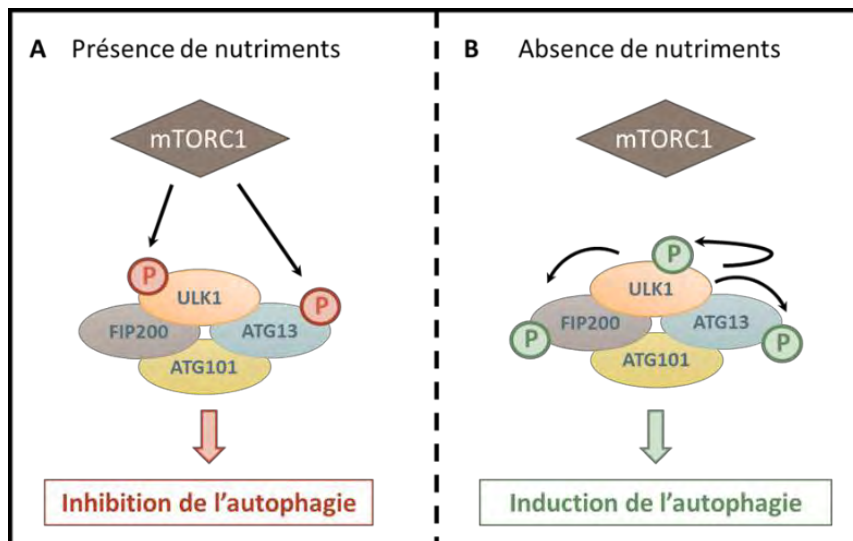 A Présence de nutriments
mTORC1
P
P
ULK1
FIP200
ATG13
ATG101
Inhibition de l'autophagie
B Absence de nutriments
mTORC1
P
ULK1
FIP200
ATG13
P
P
ATG101
Induction de l'autophagie